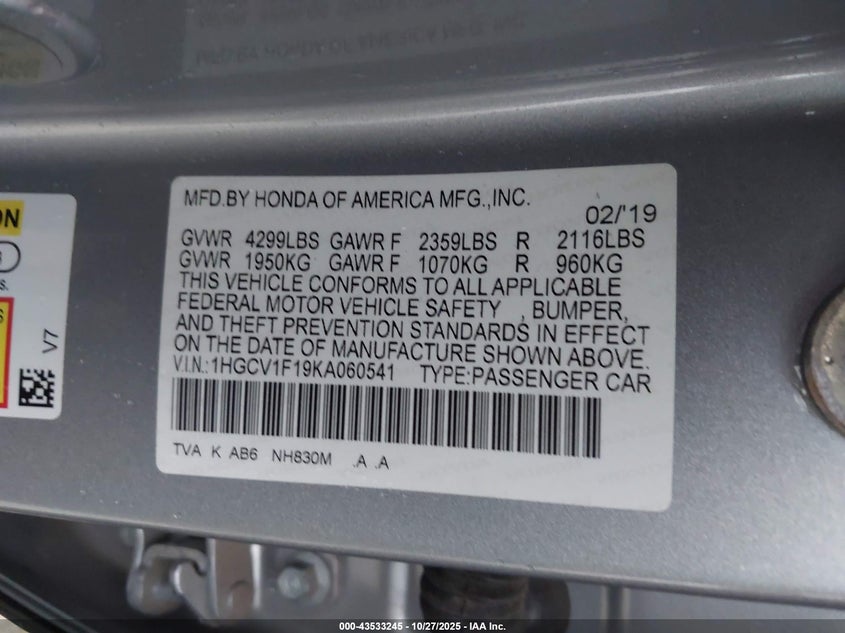 MFD.BY HONDA OF AMERICA MFG.,INC.
02/'19
GVWR 4299LBS GAWR F 2359LBS R 2116LBS
GVWR 1950KG GAWR F 1070KG R 960KG
THIS VEHICLE CONFORMS TO ALL APPLICABLE
FEDERAL MOTOR VEHICLE SAFETY , BUMPER,
AND THEFT PREVENTION STANDARDS IN EFFECT
ON THE DATE OF MANUFACTURE SHOWN ABOVE.
V.I.N.:1HGCV1F19KA060541 TYPE:PASSENGER CAR
TVA K AB6 NH830M .A .A
V7
000-43533245 - 10/27/2025 - IAA Inc.